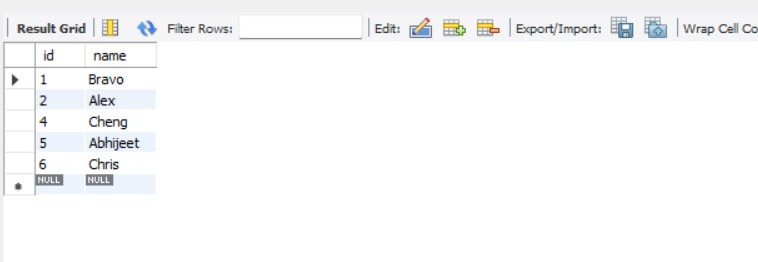 Result Grid Filter Rows: Edit: Export/Import: Wrap Cell Co
id name
1 Bravo
2 Alex
4 Cheng
5 Abhijeet
6 Chris
NULL NULL